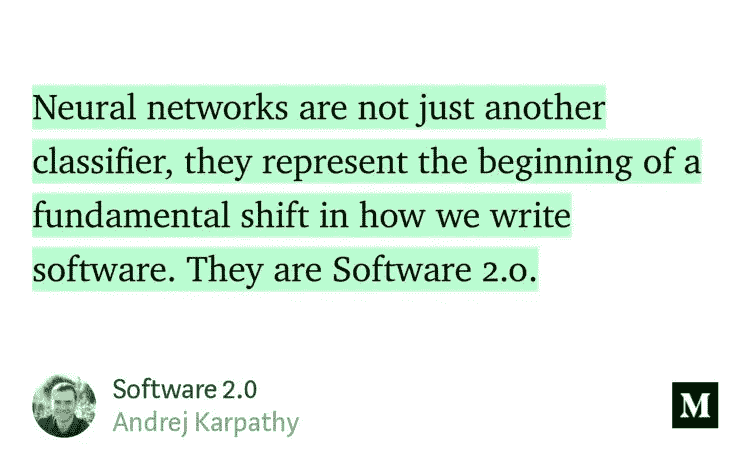 Neural networks are not just another
classifier, they represent the beginning of a
fundamental shift in how we write
software. They are Software 2.0.
Software 2.0
Andrej Karpathy
M